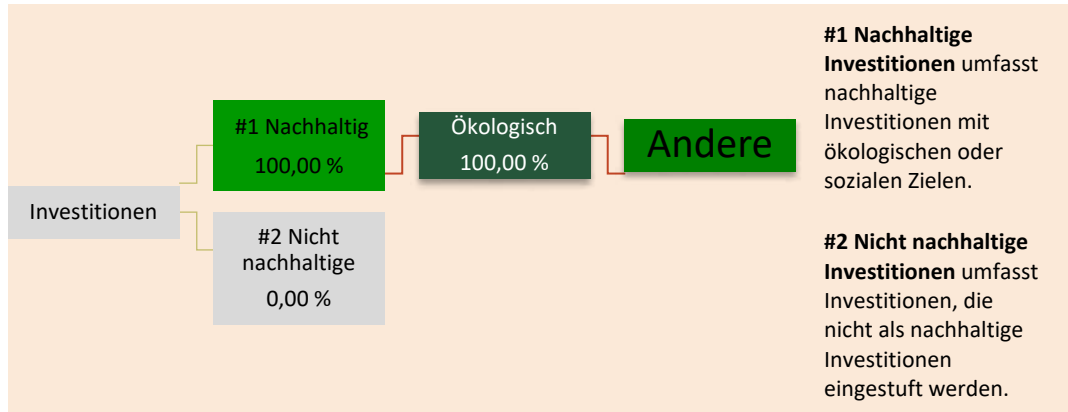 Investitionen
#1 Nachhaltig
100,00 %
#2 Nicht
nachhaltige
0,00 %
Ökologisch
100,00 %
Andere
#1 Nachhaltige
Investitionen umfasst
nachhaltige
Investitionen mit
ökologischen oder
sozialen Zielen.
#2 Nicht nachhaltige
Investitionen umfasst
Investitionen, die
nicht als nachhaltige
Investitionen
eingestuft werden.